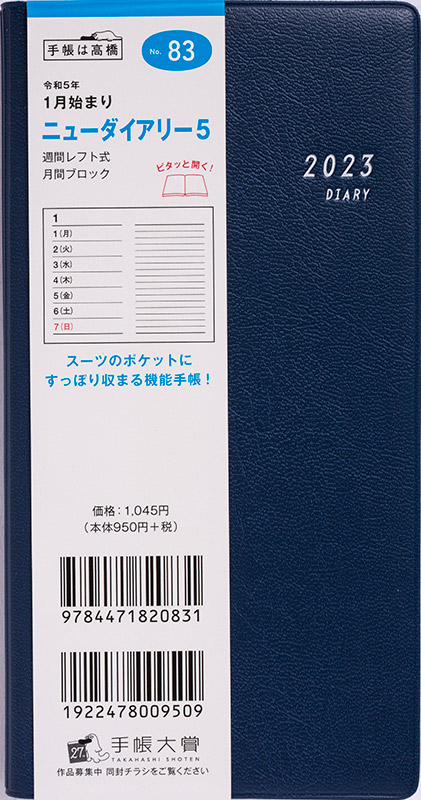 手帳は高橋
No. 83
令和5年
1月始まり
ニューダイアリー5
週間レフト式
月間ブロック
ピタッと開く!
1
1(月)
2(火)
3(水)
4(木)
5(金)
6(土)
7(日)
スーツのポケットに
すっぽり収まる機能手帳!
価格:1,045円
(本体950円+税)
9784471820831
1922478009509
27th
手帳大賞
TAKAHASHI SHOTEN
作品募集中 同封チラシをご覧ください
2023
DIARY